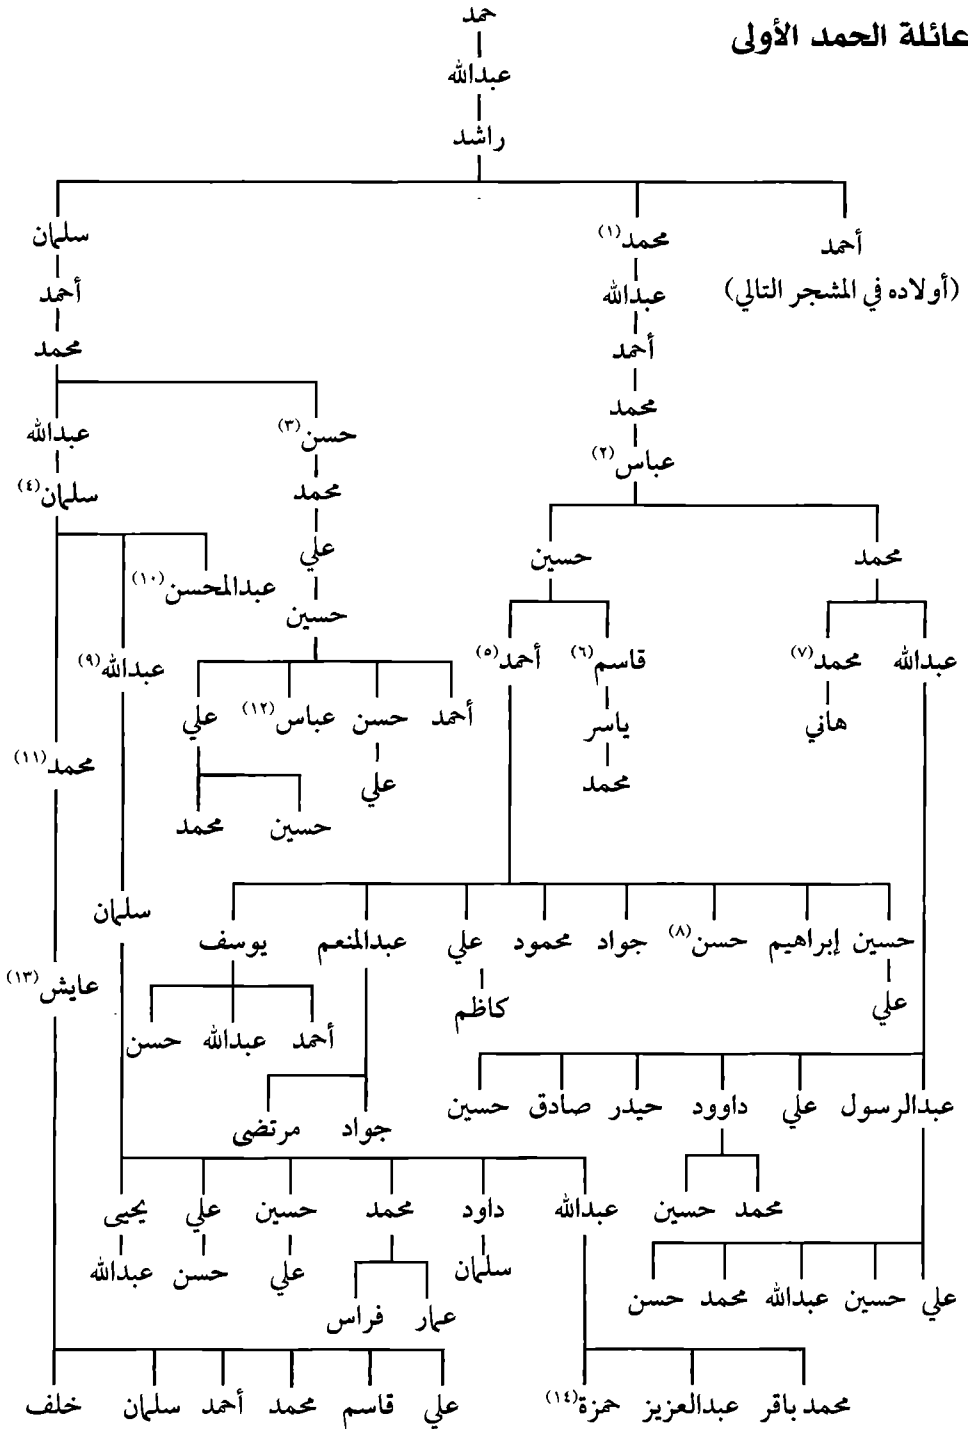 عائلة الحمد الأولى
حمد
عبدالله
راشد
أحمد محمد(١) سلمان
(أولاده في المشجر التالي) عبدالله أحمد
أحمد محمد
محمد
حسن(٣) عبدالله
عباس(٢) محمد سلمان(٤)
محمد حسين علي عبدالمحسن(١٠)
حسين
عبدالله محمد(٧) قاسم(٦) أحمد(٥) عبدالله(٩)
هاني ياسر أحمد حسن عباس(١٢) علي
محمد علي محمد(١١)
حسين محمد
سلمان
حسين إبراهيم حسن(٨) جواد محمود علي عبدالمنعم يوسف
علي كاظم عايش(١٣)
أحمد عبدالله حسن
عبدالرسول علي داوود حيدر صادق حسين
جواد مرتضى
محمد حسين عبدالله داود محمد حسين علي يحيى
سلمان علي حسن عبدالله
علي حسين عبدالله محمد حسن
عمار فراس
محمد باقر عبدالعزيز حمزة(١٤) علي قاسم محمد أحمد سلمان خلف